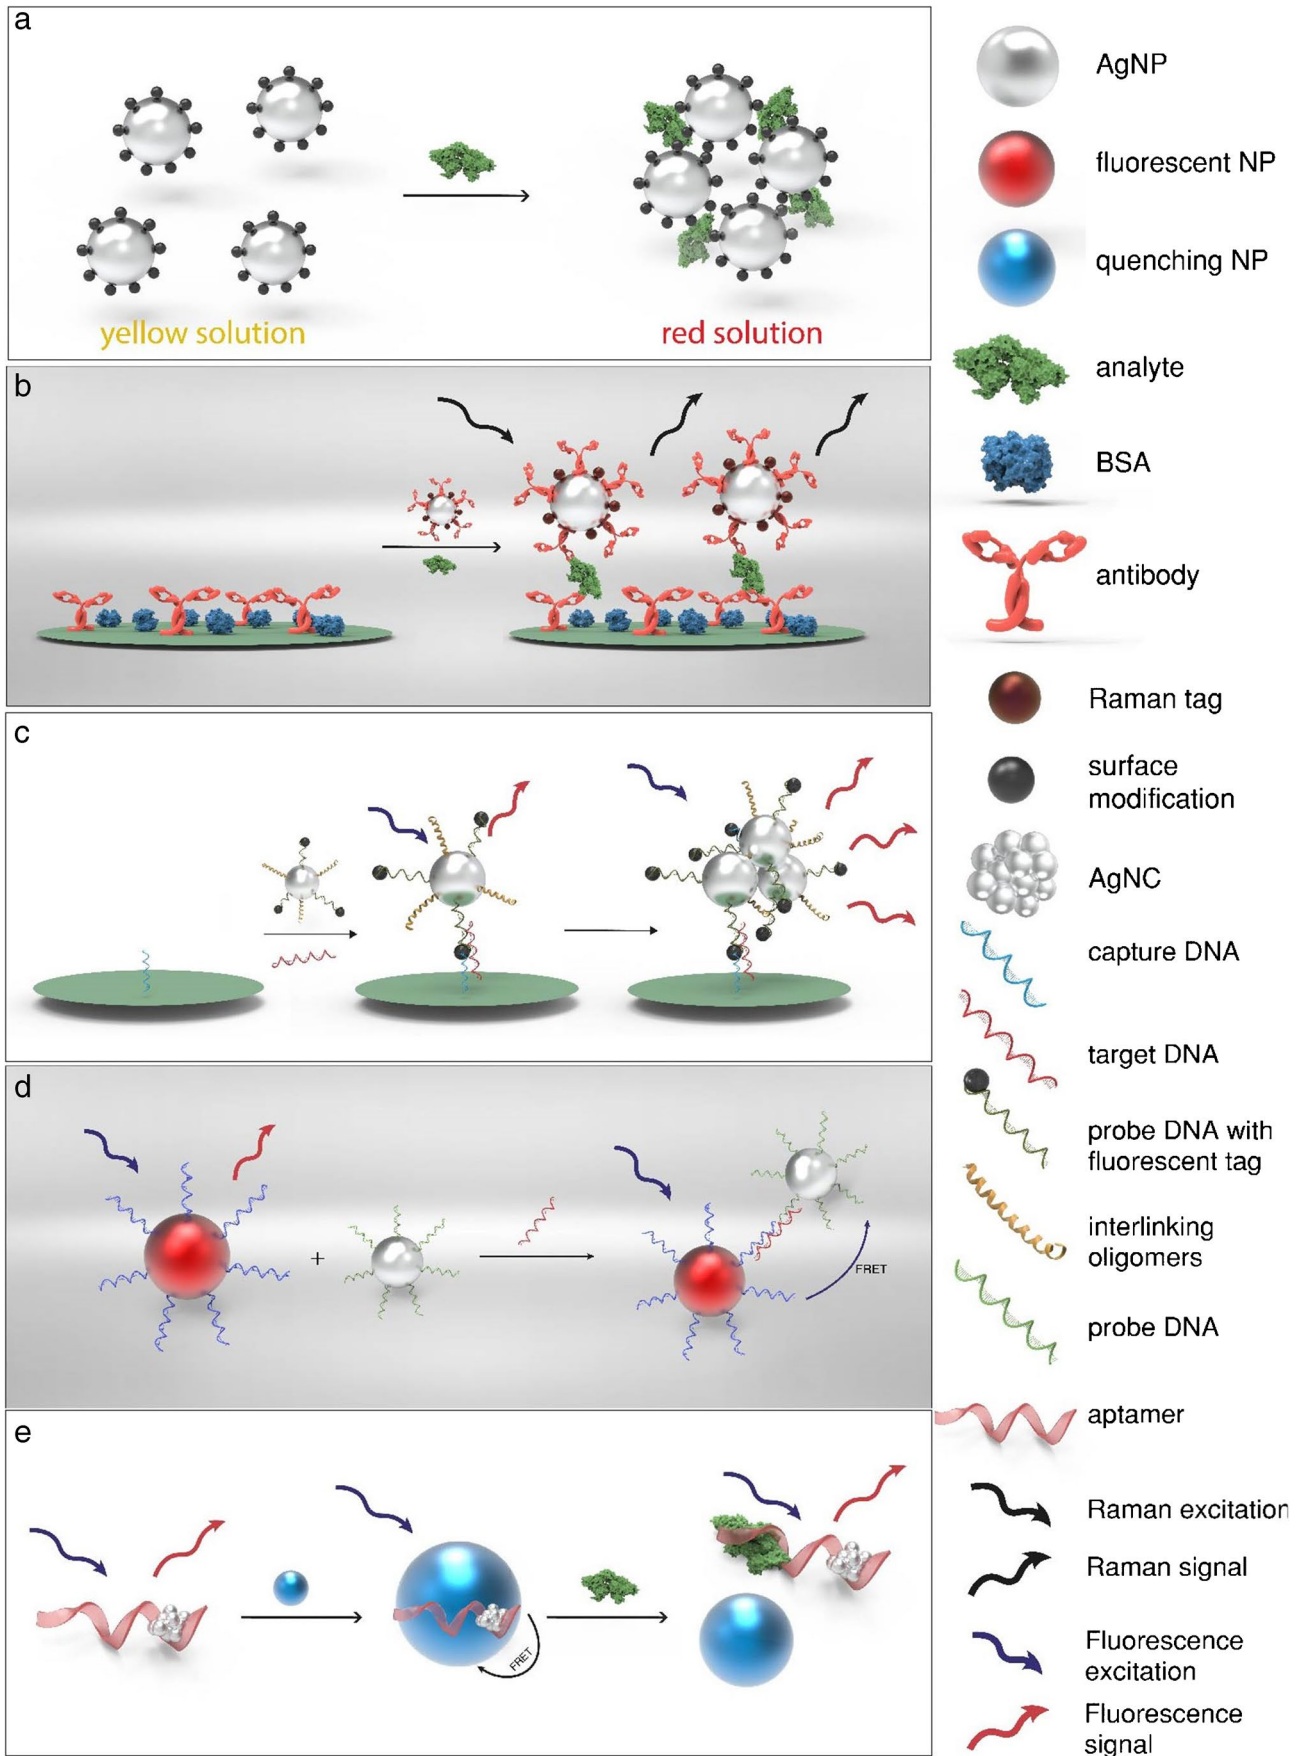 a
yellow solution
red solution
b
c
d
+
FRET
e
FRET
AgNP
fluorescent NP
quenching NP
analyte
BSA
antibody
Raman tag
surface
modification
AgNC
capture DNA
target DNA
probe DNA with
fluorescent tag
interlinking
oligomers
probe DNA
aptamer
Raman excitation
Raman signal
Fluorescence
excitation
Fluorescence
signal